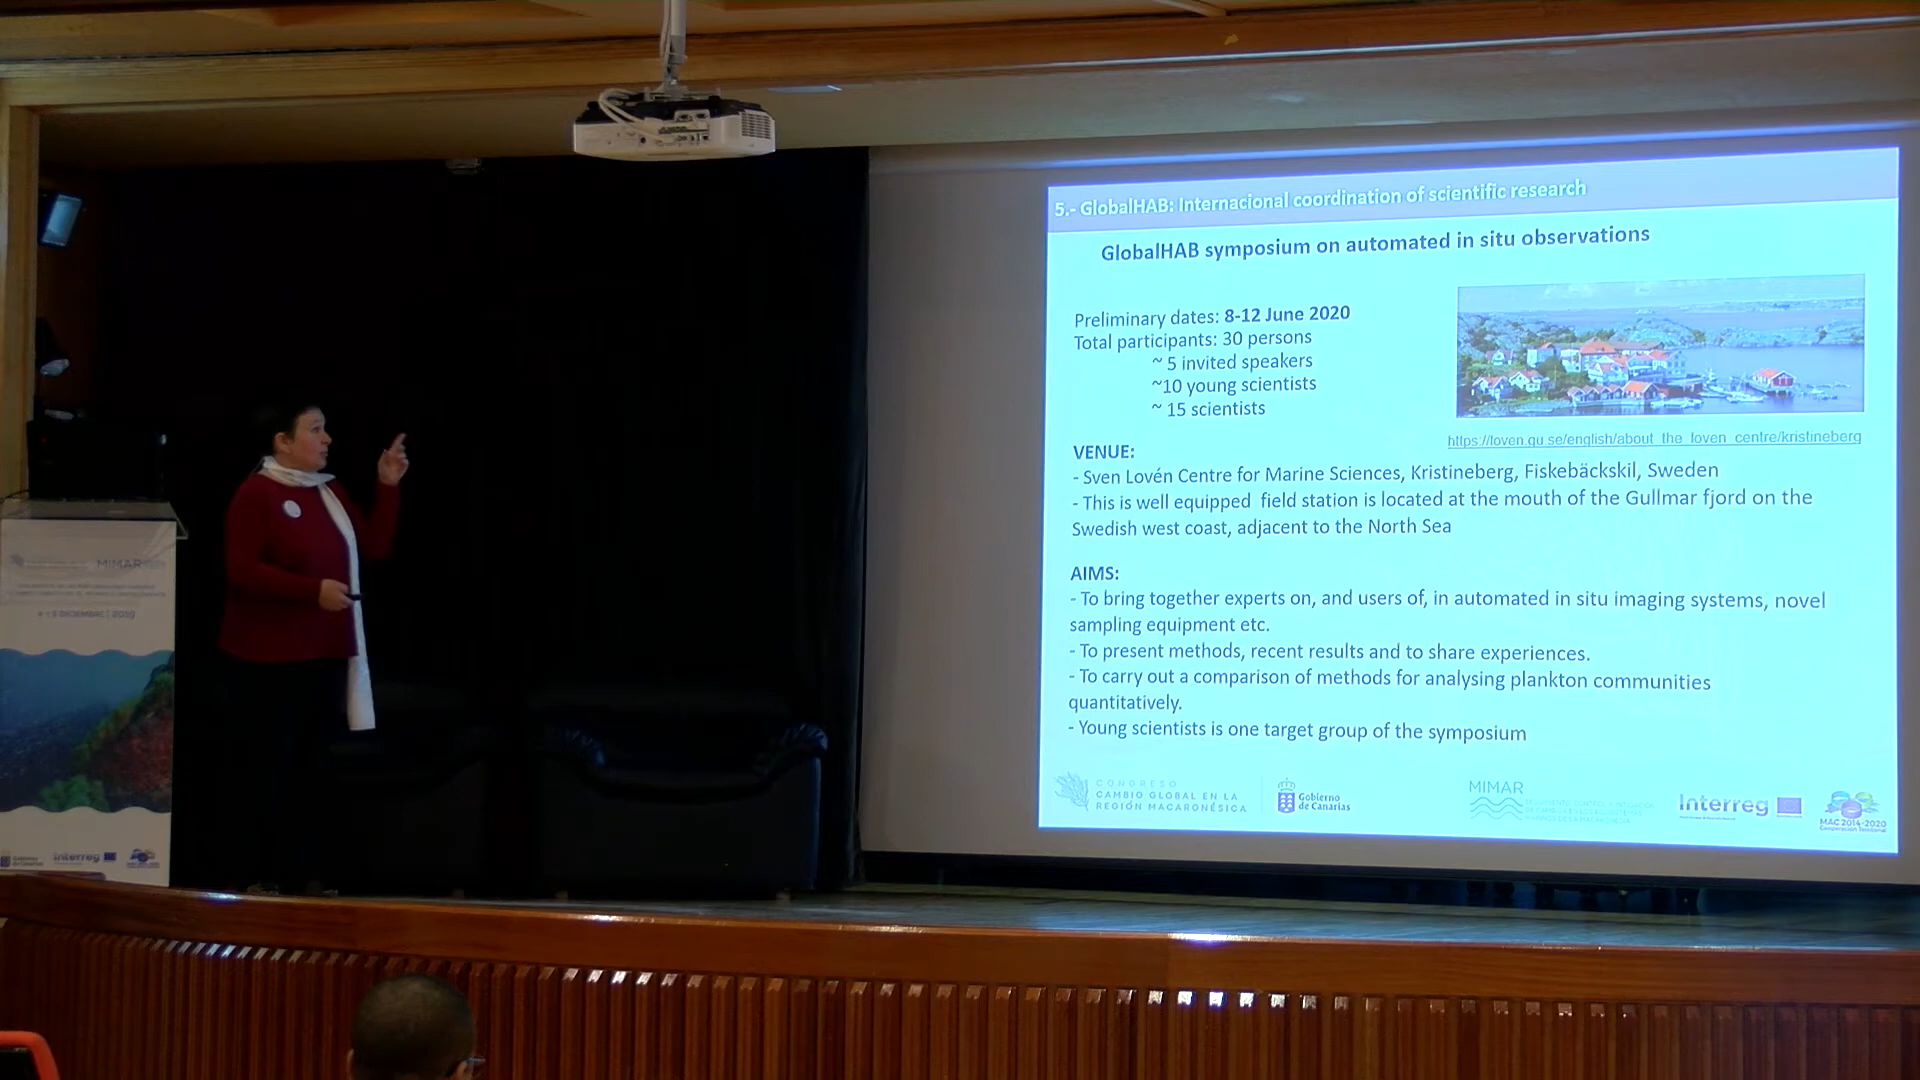 5.- GlobalHAB: Internacional coordination of scientific research
GlobalHAB symposium on automated in situ observations
Preliminary dates: 8-12 June 2020
Total participants: 30 persons
~ 5 invited speakers
~10 young scientists
~ 15 scientists
https://loven.gu.se/english/about_the_loven_centre/kristineberg
VENUE:
- Sven Lovén Centre for Marine Sciences, Kristineberg, Fiskebäckskil, Sweden
- This is well equipped field station is located at the mouth of the Gullmar fjord on the
Swedish west coast, adjacent to the North Sea
AIMS:
- To bring together experts on, and users of, in automated in situ imaging systems, novel
sampling equipment etc.
- To present methods, recent results and to share experiences.
- To carry out a comparison of methods for analysing plankton communities
quantitatively.
- Young scientists is one target group of the symposium
CONGRESO
CAMBIO GLOBAL EN LA
REGIÓN MACARONÉSICA
Gobierno
de Canarias
MIMAR
Interreg
MAC 2014-2020
Cooperación Territorial
MIMAR
DICIEMBRE | 2019
Gobierno
de Canarias
Interreg